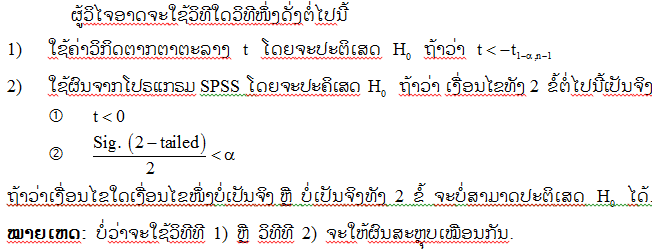 ຜູ້ວິໄຈອາດຈະໃຊ້ວິທີໃດວິທີໜຶ່ງດັ່ງຕໍ່ໄປນີ້
1) ໃຊ້ຄ່າວິກິດຕາກຕາຕະລາງ t ໂດຍຈະປະຕິເສດ H₀ ຖ້າວ່າ t < −t₁₋α,ₙ₋₁
2) ໃຊ້ຜົນຈາກໂປຣແກຣມ SPSS ໂດຍຈະປະຄິເສດ H₀ ຖ້າວ່າ ເງື່ອນໄຂທັງ 2 ຂໍ້ຕໍ່ໄປນີ້ເປັນຈິງ
① t < 0
② Sig. (2 − tailed) / 2 < α
ຖ້າວ່າເງື່ອນໄຂໃດເງື່ອນໄຂໜຶ່ງບໍ່ເປັນຈິງ ຫຼື ບໍ່ເປັນຈິງທັງ 2 ຂໍ້ ຈະບໍ່ສາມາດປະຕິເສດ H₀ ໄດ້.
ໝາຍເຫດ: ບໍ່ວ່າຈະໃຊ້ວິທີທີ 1) ຫຼື ວິທີທີ 2) ຈະໃຫ້ຜົນສະຫຼຸບເໝືອນກັນ.